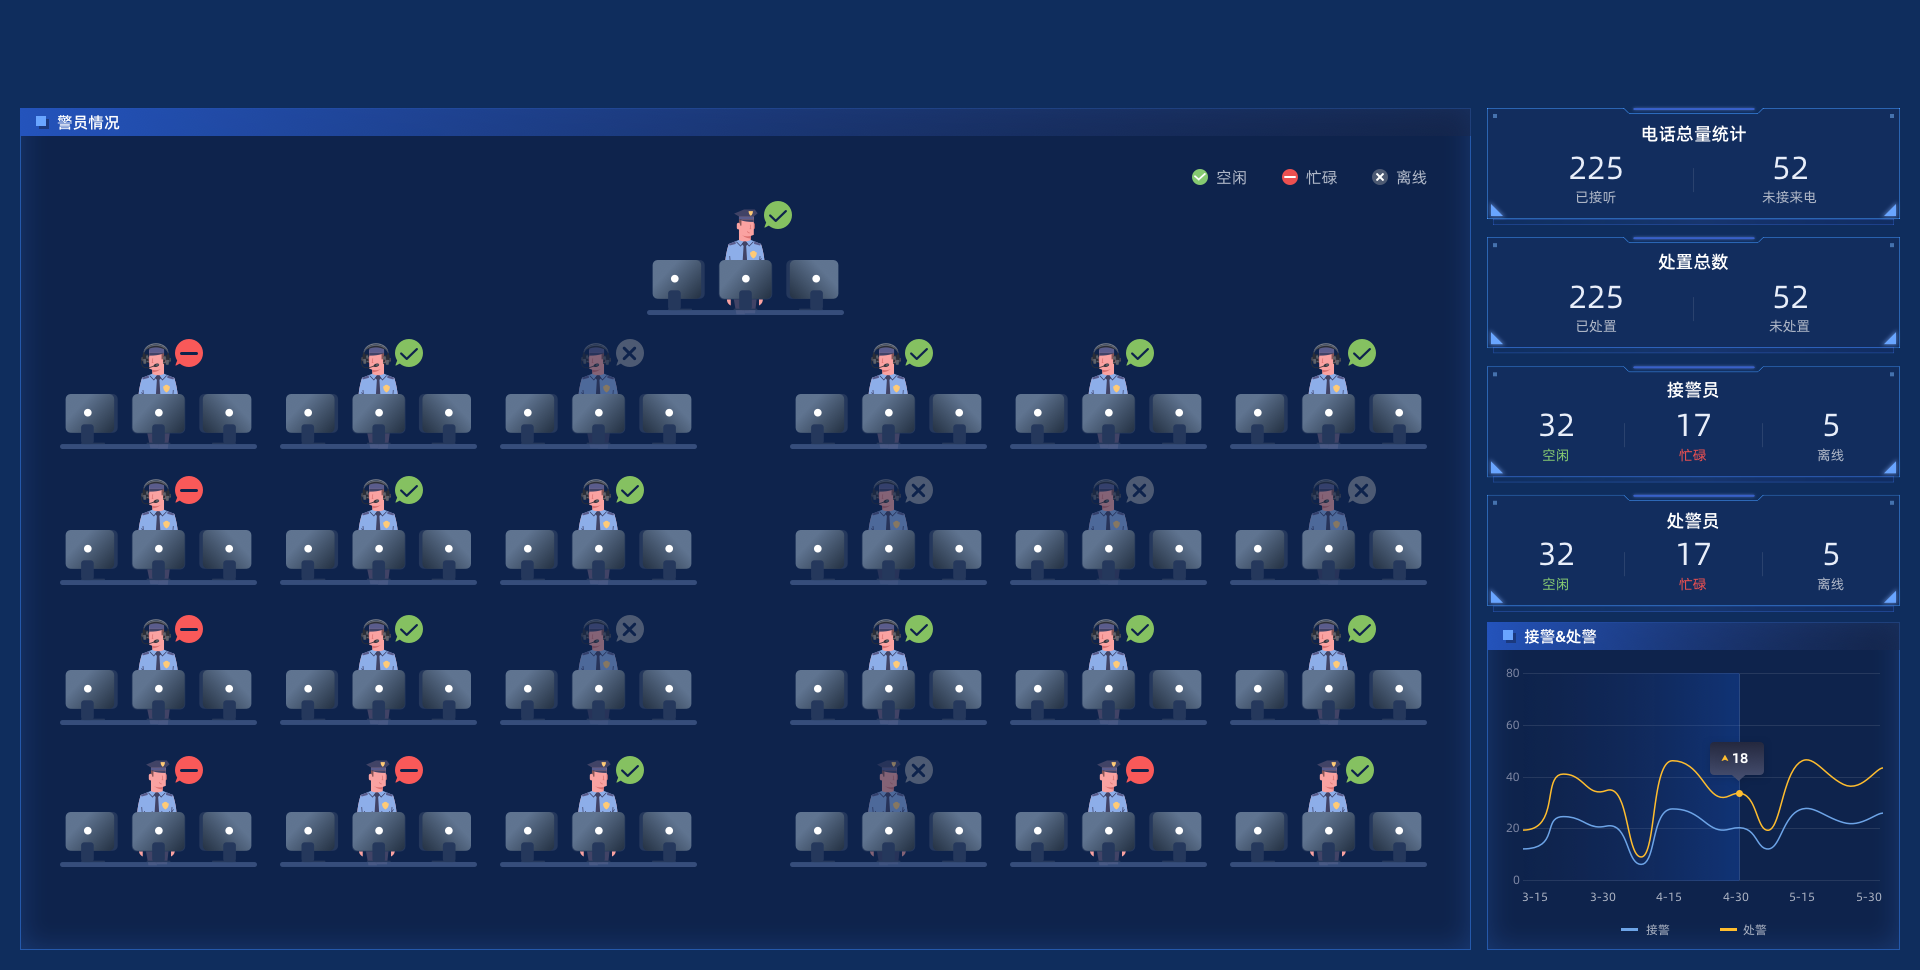 警员情况
空闲 忙碌 离线
电话总量统计
225 52
已接听 未接来电
处置总数
225 52
已处置 未处置
接警员
32 17 5
空闲 忙碌 离线
处警员
32 17 5
空闲 忙碌 离线
接警&处警
80
60
18
40
20
0
3-15 3-30 4-15 4-30 5-15 5-30
接警 处警